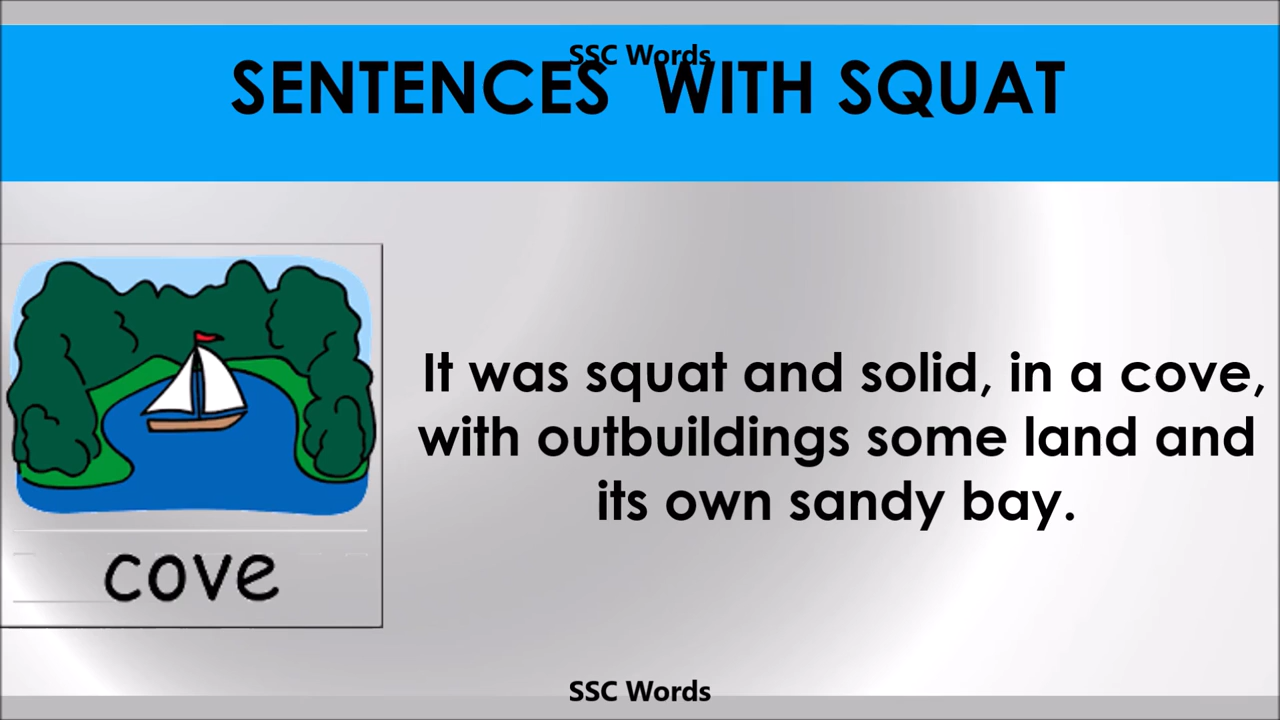 SSC Words
SENTENCES WITH SQUAT
It was squat and solid, in a cove,
with outbuildings some land and
its own sandy bay.
cove
SSC Words